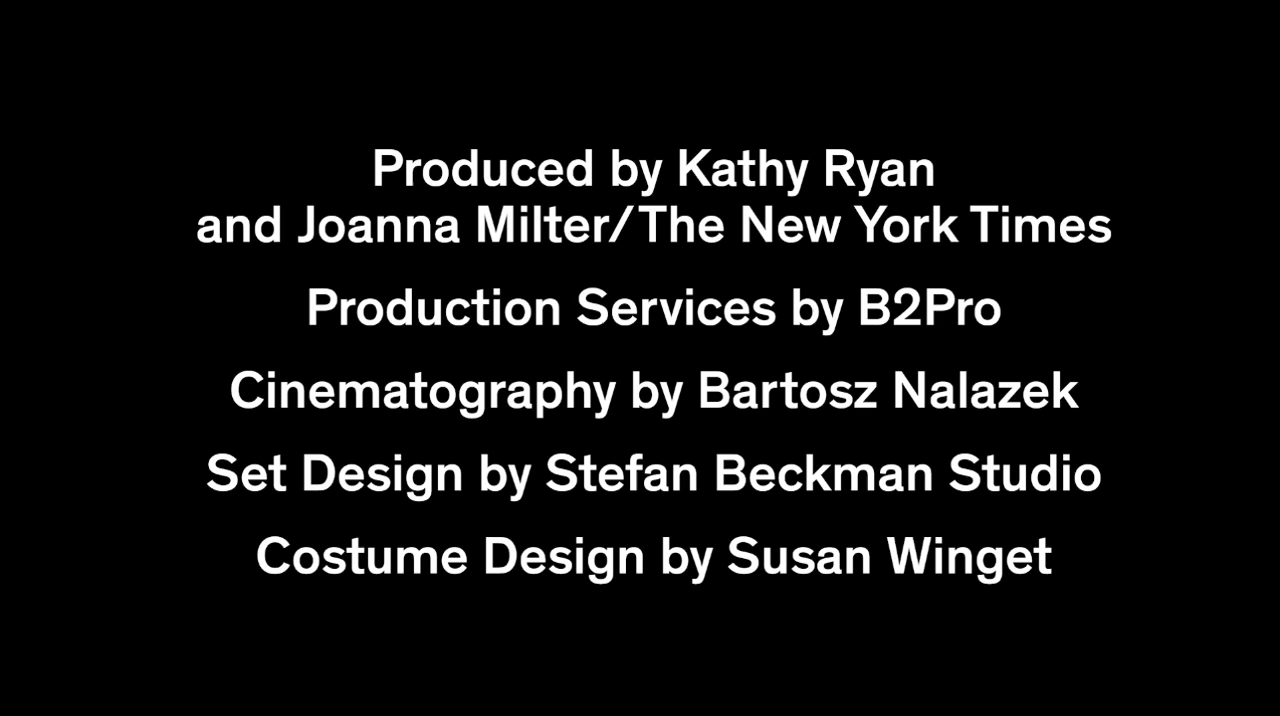 Produced by Kathy Ryan
and Joanna Milter/The New York Times
Production Services by B2Pro
Cinematography by Bartosz Nalazek
Set Design by Stefan Beckman Studio
Costume Design by Susan Winget